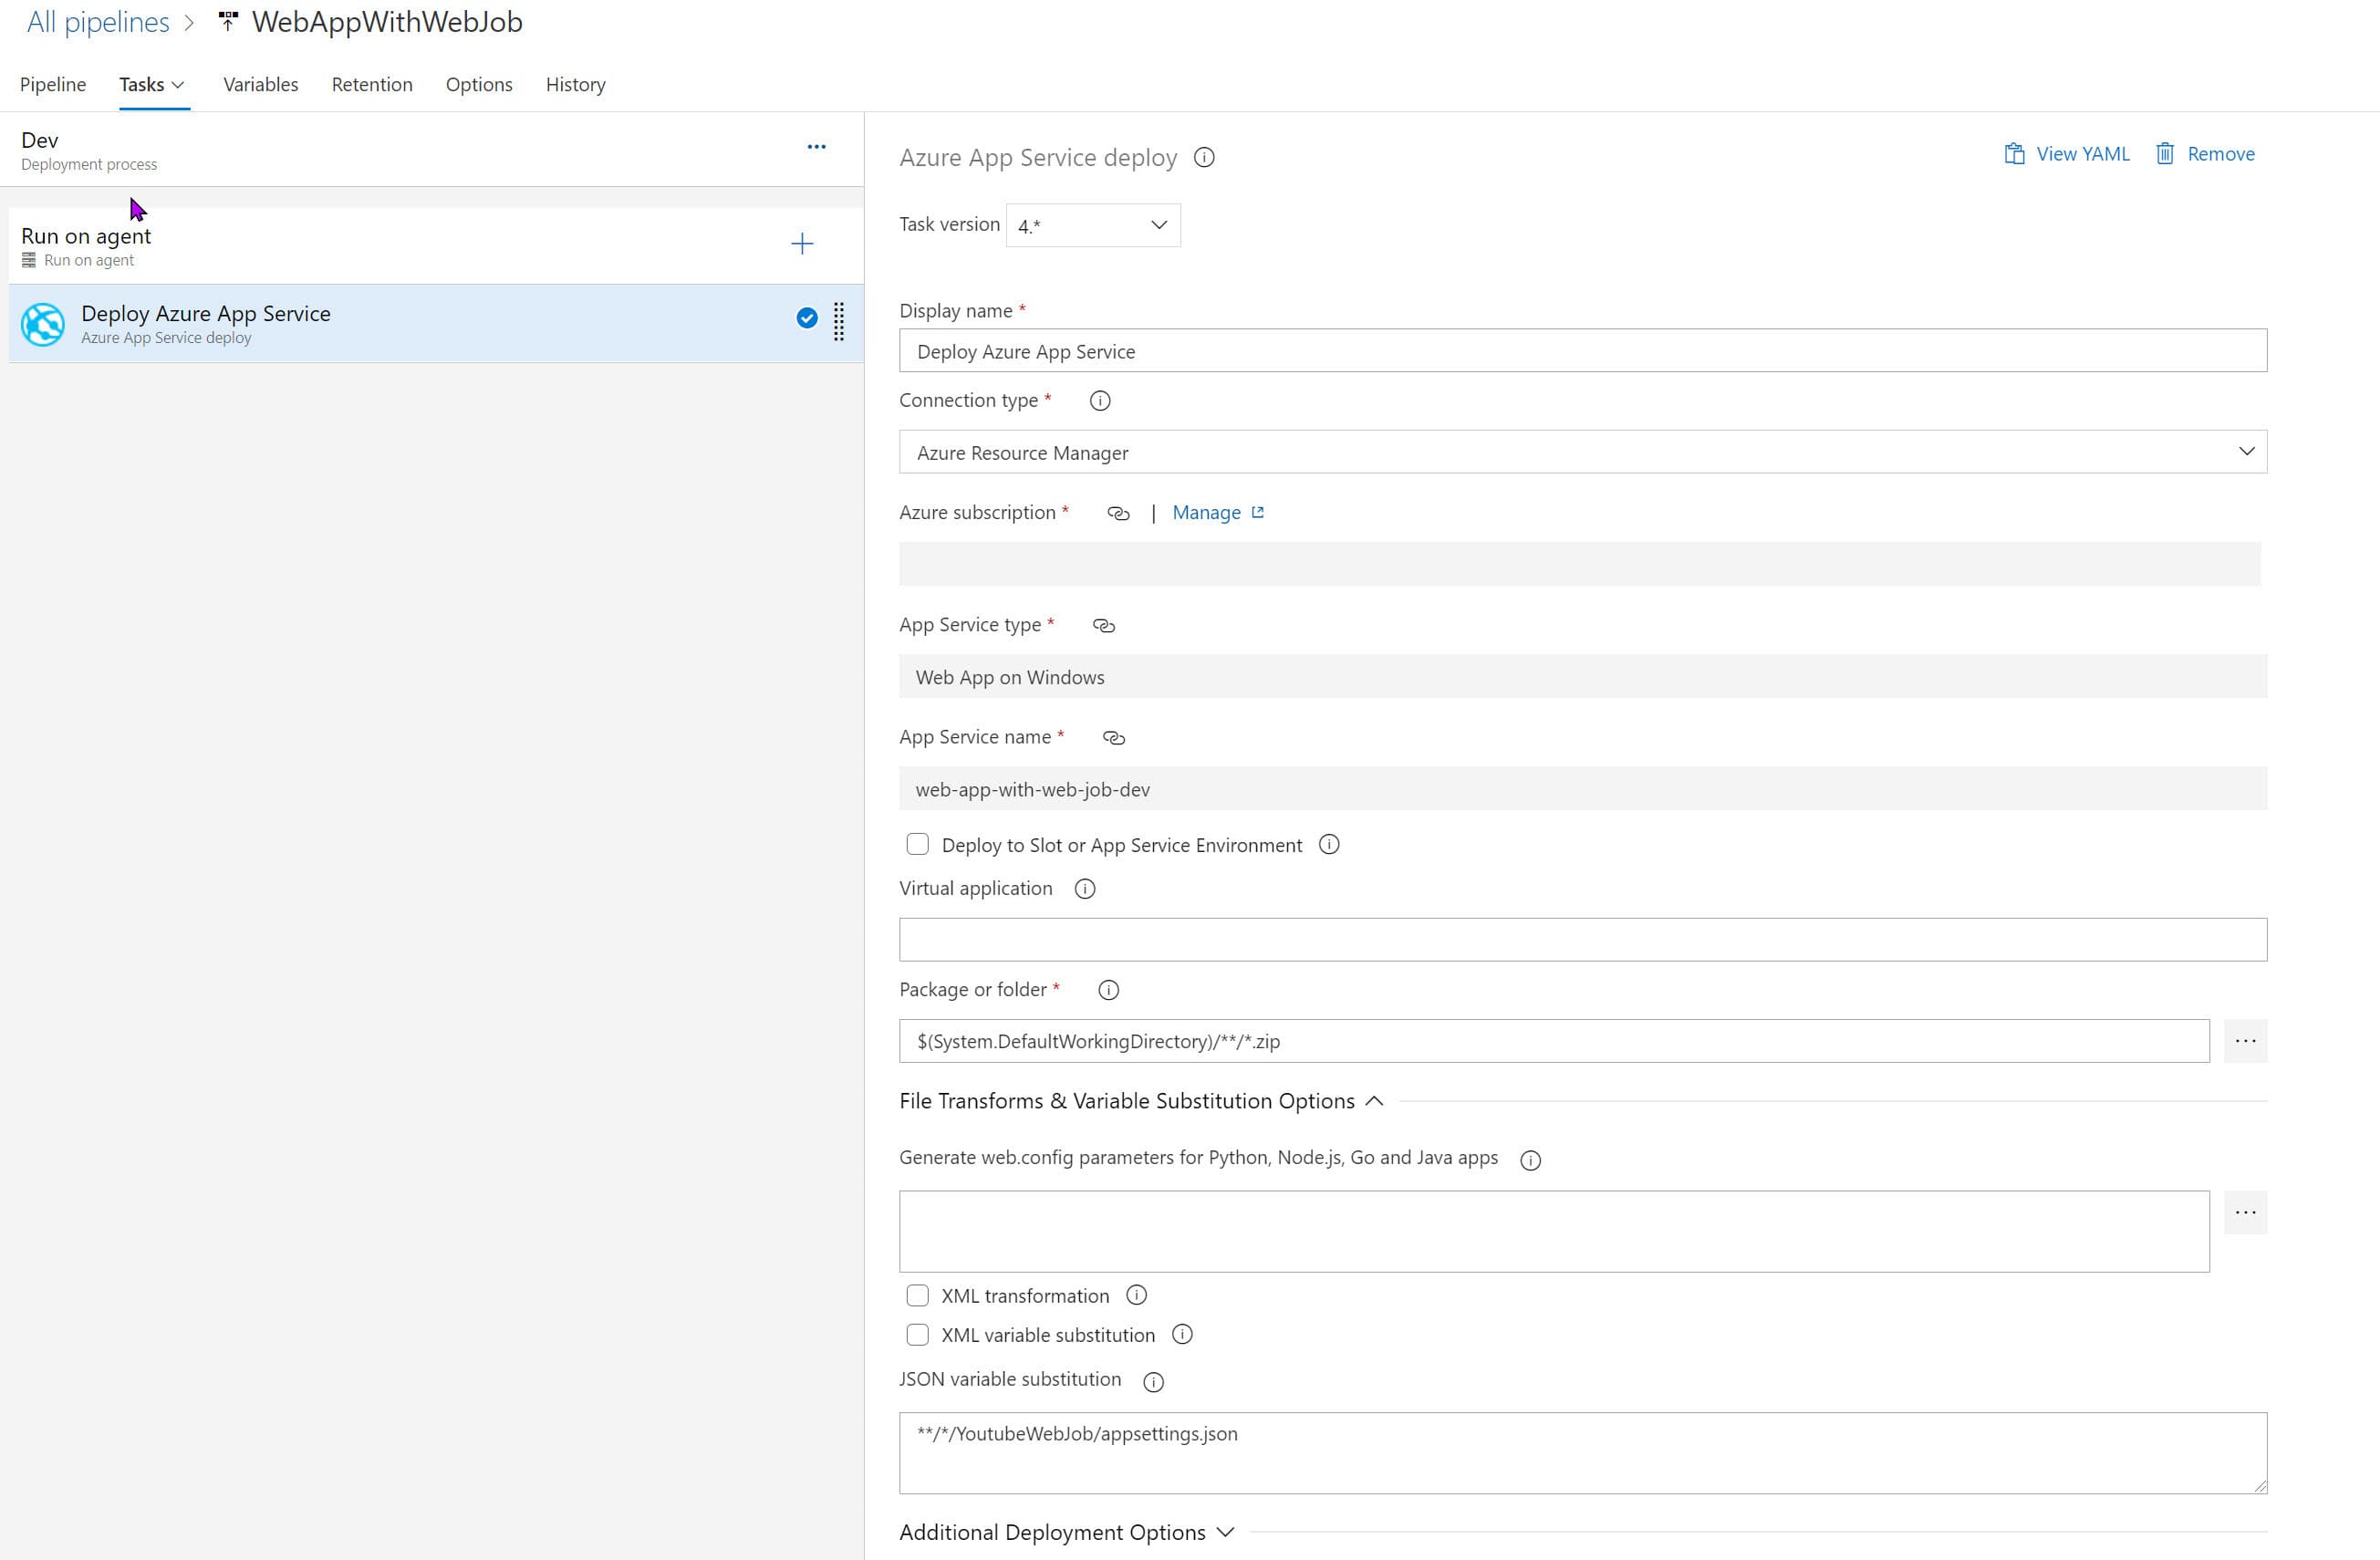 All pipelines > WebAppWithWebJob
Pipeline Tasks Variables Retention Options History
Dev
Deployment process
Run on agent
Run on agent
Deploy Azure App Service
Azure App Service deploy
Azure App Service deploy
View YAML Remove
Task version 4.*
Display name *
Deploy Azure App Service
Connection type *
Azure Resource Manager
Azure subscription * | Manage
App Service type *
Web App on Windows
App Service name *
web-app-with-web-job-dev
Deploy to Slot or App Service Environment
Virtual application
Package or folder *
$(System.DefaultWorkingDirectory)/**/*.zip
...
File Transforms & Variable Substitution Options
Generate web.config parameters for Python, Node.js, Go and Java apps
...
XML transformation
XML variable substitution
JSON variable substitution
**/*/YoutubeWebJob/appsettings.json
Additional Deployment Options